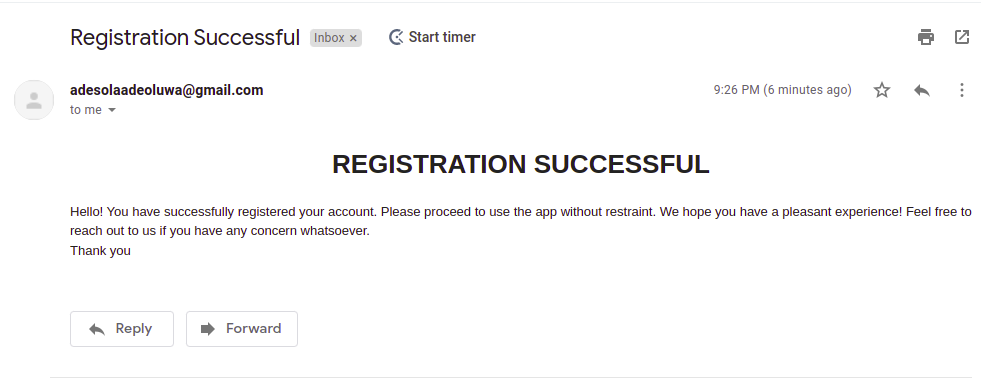 Registration Successful Inbox × Start timer
adesolaadeoluwa@gmail.com 9:26 PM (6 minutes ago)
to me
REGISTRATION SUCCESSFUL
Hello! You have successfully registered your account. Please proceed to use the app without restraint. We hope you have a pleasant experience! Feel free to
reach out to us if you have any concern whatsoever.
Thank you
Reply Forward